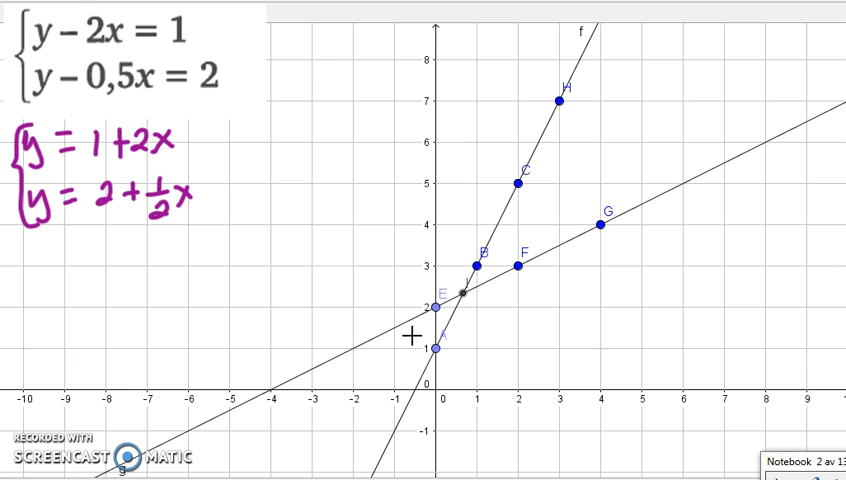 y – 2x = 1
y – 0,5x = 2
y = 1 + 2x
y = 2 + 1/2 x
f
8
H
7
6
C
5
4
G
3
B
F
E
2
A
1
0
-10 -9 -8 -7 -6 -5 -4 -3 -2 -1 0 1 2 3 4 5 6 7 8 9
-1
g
RECORDED WITH
SCREENCAST MATIC
Notebook 2 av 13